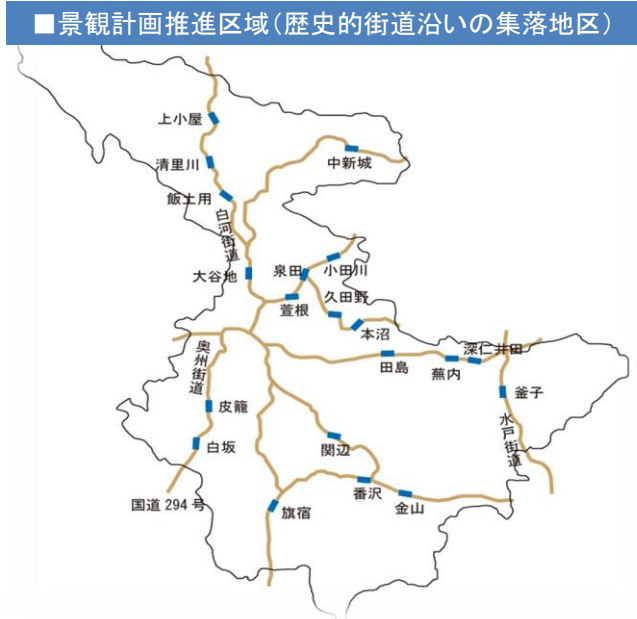 ■景観計画推進区域(歴史的街道沿いの集落地区)
上小屋
中新城
清里川
飯土用
白河街道
大谷地
泉田
小田川
萱根
久田野
本沼
深仁井田
田島
蕪内
奥州街道
釜子
皮籠
水戸街道
白坂
関辺
番沢
国道294号
旗宿
金山